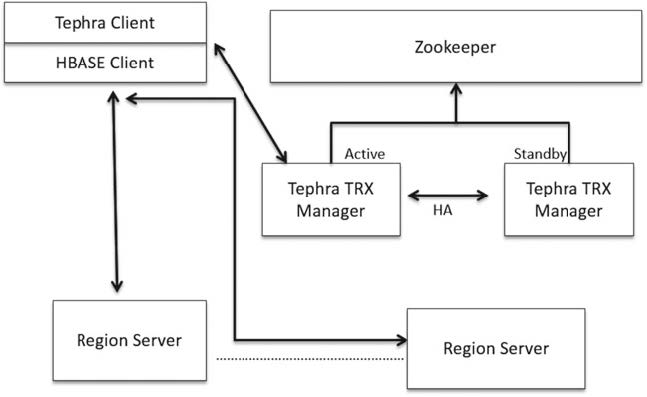 Tephra Client
HBASE Client
Zookeeper
Active
Standby
Tephra TRX
Manager
HA
Tephra TRX
Manager
Region Server
Region Server